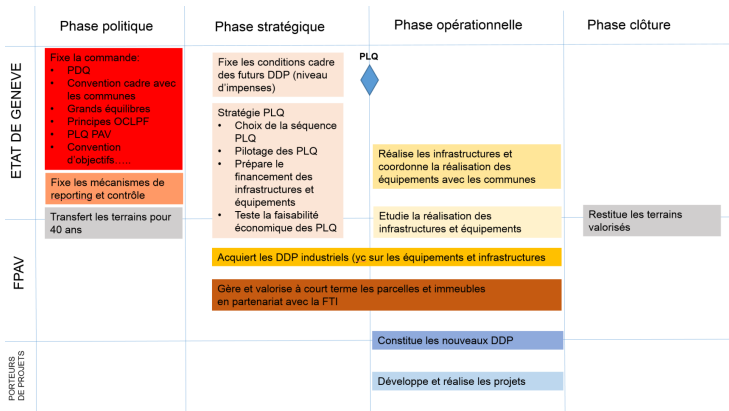 Phase politique
Phase stratégique
Phase opérationnelle
Phase clôture
ETAT DE GENEVE
Fixe la commande:
• PDQ
• Convention cadre avec
les communes
• Grands équilibres
• Principes OCLPF
• PLQ PAV
• Convention
d'objectifs…..
Fixe les mécanismes de
reporting et contrôle
Transfert les terrains pour
40 ans
Fixe les conditions cadre
des futurs DDP (niveau
d'impenses)
Stratégie PLQ
• Choix de la séquence
PLQ
• Pilotage des PLQ
• Prépare le
financement des
infrastructures et
équipements
• Teste la faisabilité
économique des PLQ
PLQ
Réalise les infrastructures et
coordonne la réalisation des
équipements avec les communes
Etudie la réalisation des
infrastructures et équipements
Restitue les terrains
valorisés
FPAV
Acquiert les DDP industriels (yc sur les équipements et infrastructures
Gère et valorise à court terme les parcelles et immeubles
en partenariat avec la FTI
Constitue les nouveaux DDP
PORTEURS
DE PROJETS
Développe et réalise les projets